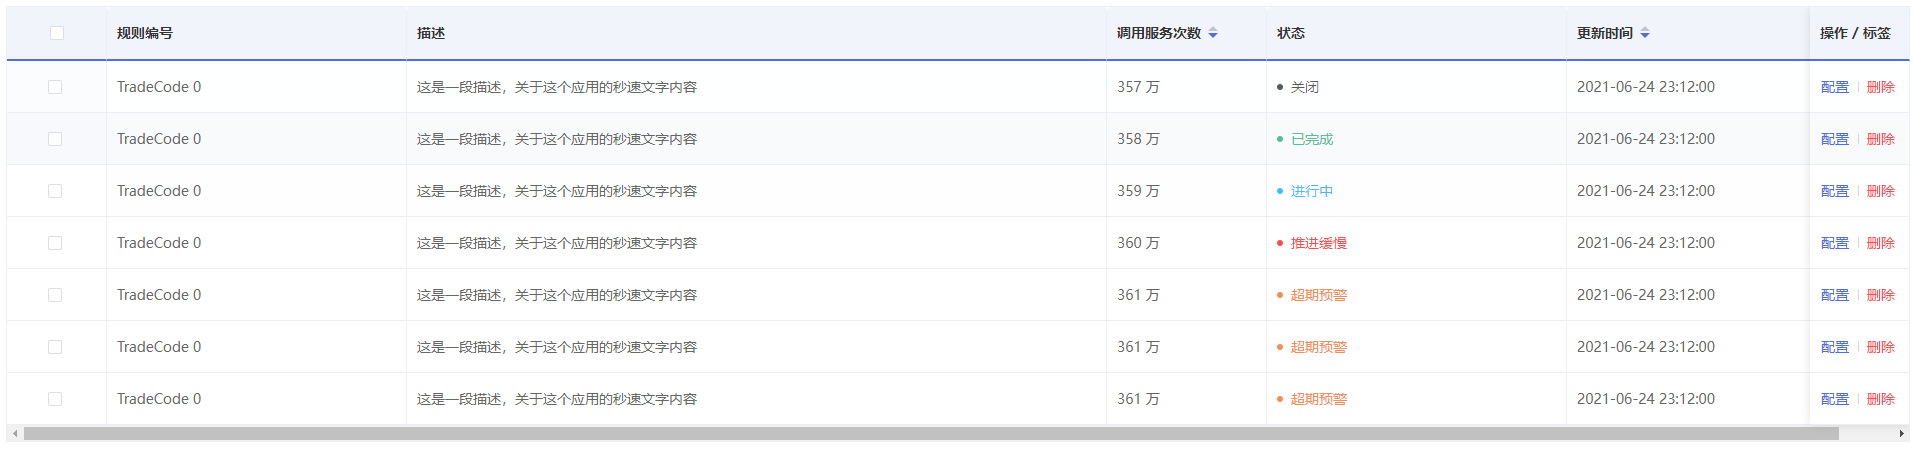 规则编号 描述 调用服务次数 状态 更新时间 操作 / 标签
TradeCode 0 这是一段描述，关于这个应用的秒速文字内容 357 万 关闭 2021-06-24 23:12:00 配置 删除
TradeCode 0 这是一段描述，关于这个应用的秒速文字内容 358 万 已完成 2021-06-24 23:12:00 配置 删除
TradeCode 0 这是一段描述，关于这个应用的秒速文字内容 359 万 进行中 2021-06-24 23:12:00 配置 删除
TradeCode 0 这是一段描述，关于这个应用的秒速文字内容 360 万 推进缓慢 2021-06-24 23:12:00 配置 删除
TradeCode 0 这是一段描述，关于这个应用的秒速文字内容 361 万 超期预警 2021-06-24 23:12:00 配置 删除
TradeCode 0 这是一段描述，关于这个应用的秒速文字内容 361 万 超期预警 2021-06-24 23:12:00 配置 删除
TradeCode 0 这是一段描述，关于这个应用的秒速文字内容 361 万 超期预警 2021-06-24 23:12:00 配置 删除